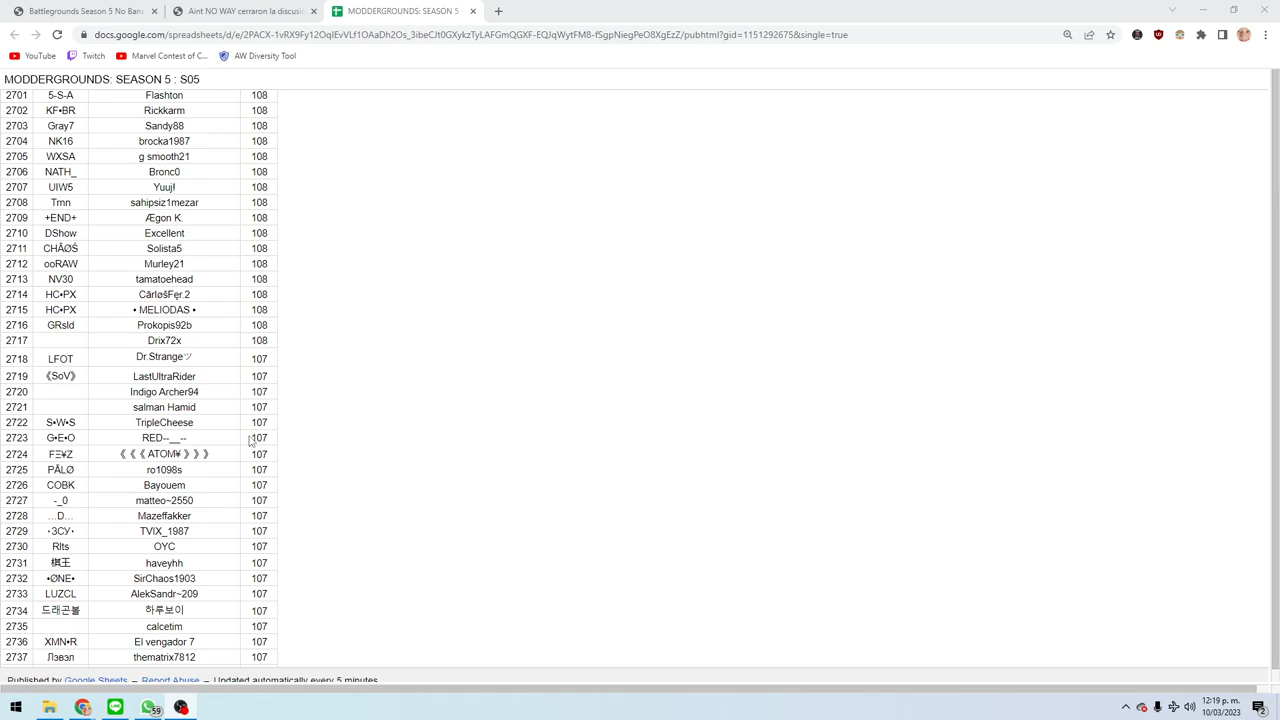 Battlegrounds Season 5 No Bans
Aint NO WAY cerraron la discusi
MODDERGROUNDS: SEASON 5
docs.google.com/spreadsheets/d/e/2PACX-1vRX9Fy12OqlEvVLf1OAaDh2Os_3ibeCJt0GXykzTyLAFGmQGXF-EQJqWytFM8-fSgpNiegPeO8XgEzZ/pubhtml?gid=1151292675&single=true
YouTube Twitch Marvel Contest of C... AW Diversity Tool
MODDERGROUNDS: SEASON 5 : S05
2701 5-S-A Flashton 108
2702 KF•BR Rickkarm 108
2703 Gray7 Sandy88 108
2704 NK16 brocka1987 108
2705 WXSA g smooth21 108
2706 NATH_ Bronc0 108
2707 UIW5 Yuuj! 108
2708 Trnn sahipsiz1mezar 108
2709 +END+ Ægon K. 108
2710 DShow Excellent 108
2711 CHÂØŚ Solista5 108
2712 ooRAW Murley21 108
2713 NV30 tamatoehead 108
2714 HC•PX CārløšFęr.2 108
2715 HC•PX • MELIODAS • 108
2716 GRsld Prokopis92b 108
2717 Drix72x 108
2718 LFOT Dr.Strangeツ 107
2719 《SoV》 LastUltraRider 107
2720 Indigo Archer94 107
2721 salman Hamid 107
2722 S•W•S TripleCheese 107
2723 G•E•O RED--__-- 107
2724 FΞ¥Z 《《《 ATOM¥ 》》》 107
2725 PÃLØ ro1098s 107
2726 COBK Bayouem 107
2727 -_0 matteo~2550 107
2728 ...D... Mazeffakker 107
2729 ･ЗСУ･ TVIX_1987 107
2730 Rlts OYC 107
2731 棋王 haveyhh 107
2732 •ØNE• SirChaos1903 107
2733 LUZCL AlekSandr~209 107
2734 드래곤볼 하루보이 107
2735 calcetim 107
2736 XMN•R El vengador 7 107
2737 Лэвэл thematrix7812 107
Published by Google Sheets – Report Abuse – Updated automatically every 5 minutes
59
12:19 p. m.
10/03/2023
2